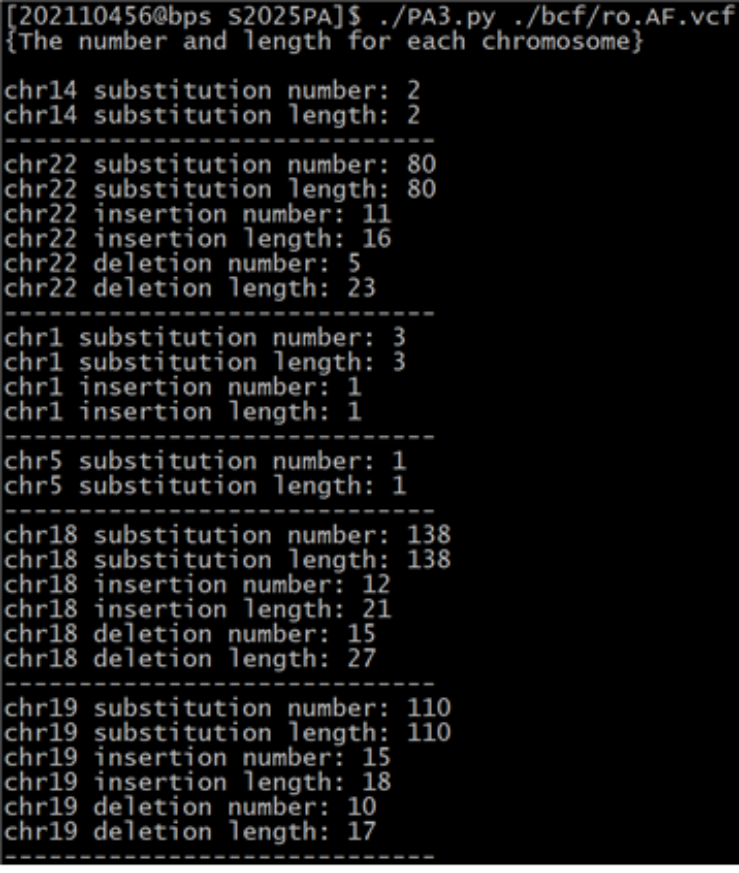 [202110456@bps S2025PA]$ ./PA3.py ./bcf/ro.AF.vcf
{The number and length for each chromosome}
chr14 substitution number: 2
chr14 substitution length: 2
-----------------------------
chr22 substitution number: 80
chr22 substitution length: 80
chr22 insertion number: 11
chr22 insertion length: 16
chr22 deletion number: 5
chr22 deletion length: 23
-----------------------------
chr1 substitution number: 3
chr1 substitution length: 3
chr1 insertion number: 1
chr1 insertion length: 1
-----------------------------
chr5 substitution number: 1
chr5 substitution length: 1
-----------------------------
chr18 substitution number: 138
chr18 substitution length: 138
chr18 insertion number: 12
chr18 insertion length: 21
chr18 deletion number: 15
chr18 deletion length: 27
-----------------------------
chr19 substitution number: 110
chr19 substitution length: 110
chr19 insertion number: 15
chr19 insertion length: 18
chr19 deletion number: 10
chr19 deletion length: 17
-----------------------------